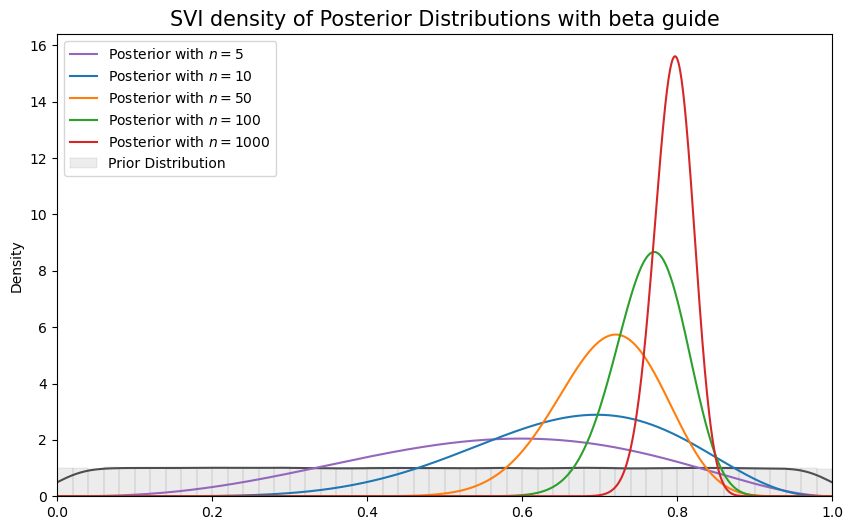 SVI density of Posterior Distributions with beta guide
16
14
12
10
8
6
4
2
0
Density
Posterior with n = 5
Posterior with n = 10
Posterior with n = 50
Posterior with n = 100
Posterior with n = 1000
Prior Distribution
0.0 0.2 0.4 0.6 0.8 1.0